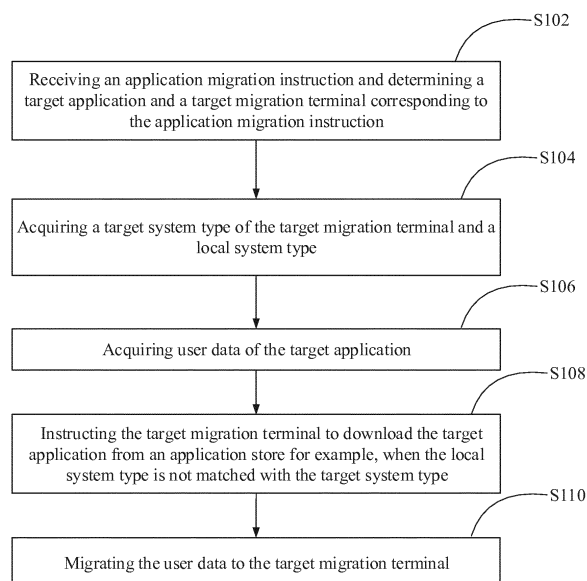 S102
Receiving an application migration instruction and determining a
target application and a target migration terminal corresponding to
the application migration instruction
S104
Acquiring a target system type of the target migration terminal and a
local system type
S106
Acquiring user data of the target application
S108
Instructing the target migration terminal to download the target
application from an application store for example, when the local
system type is not matched with the target system type
S110
Migrating the user data to the target migration terminal